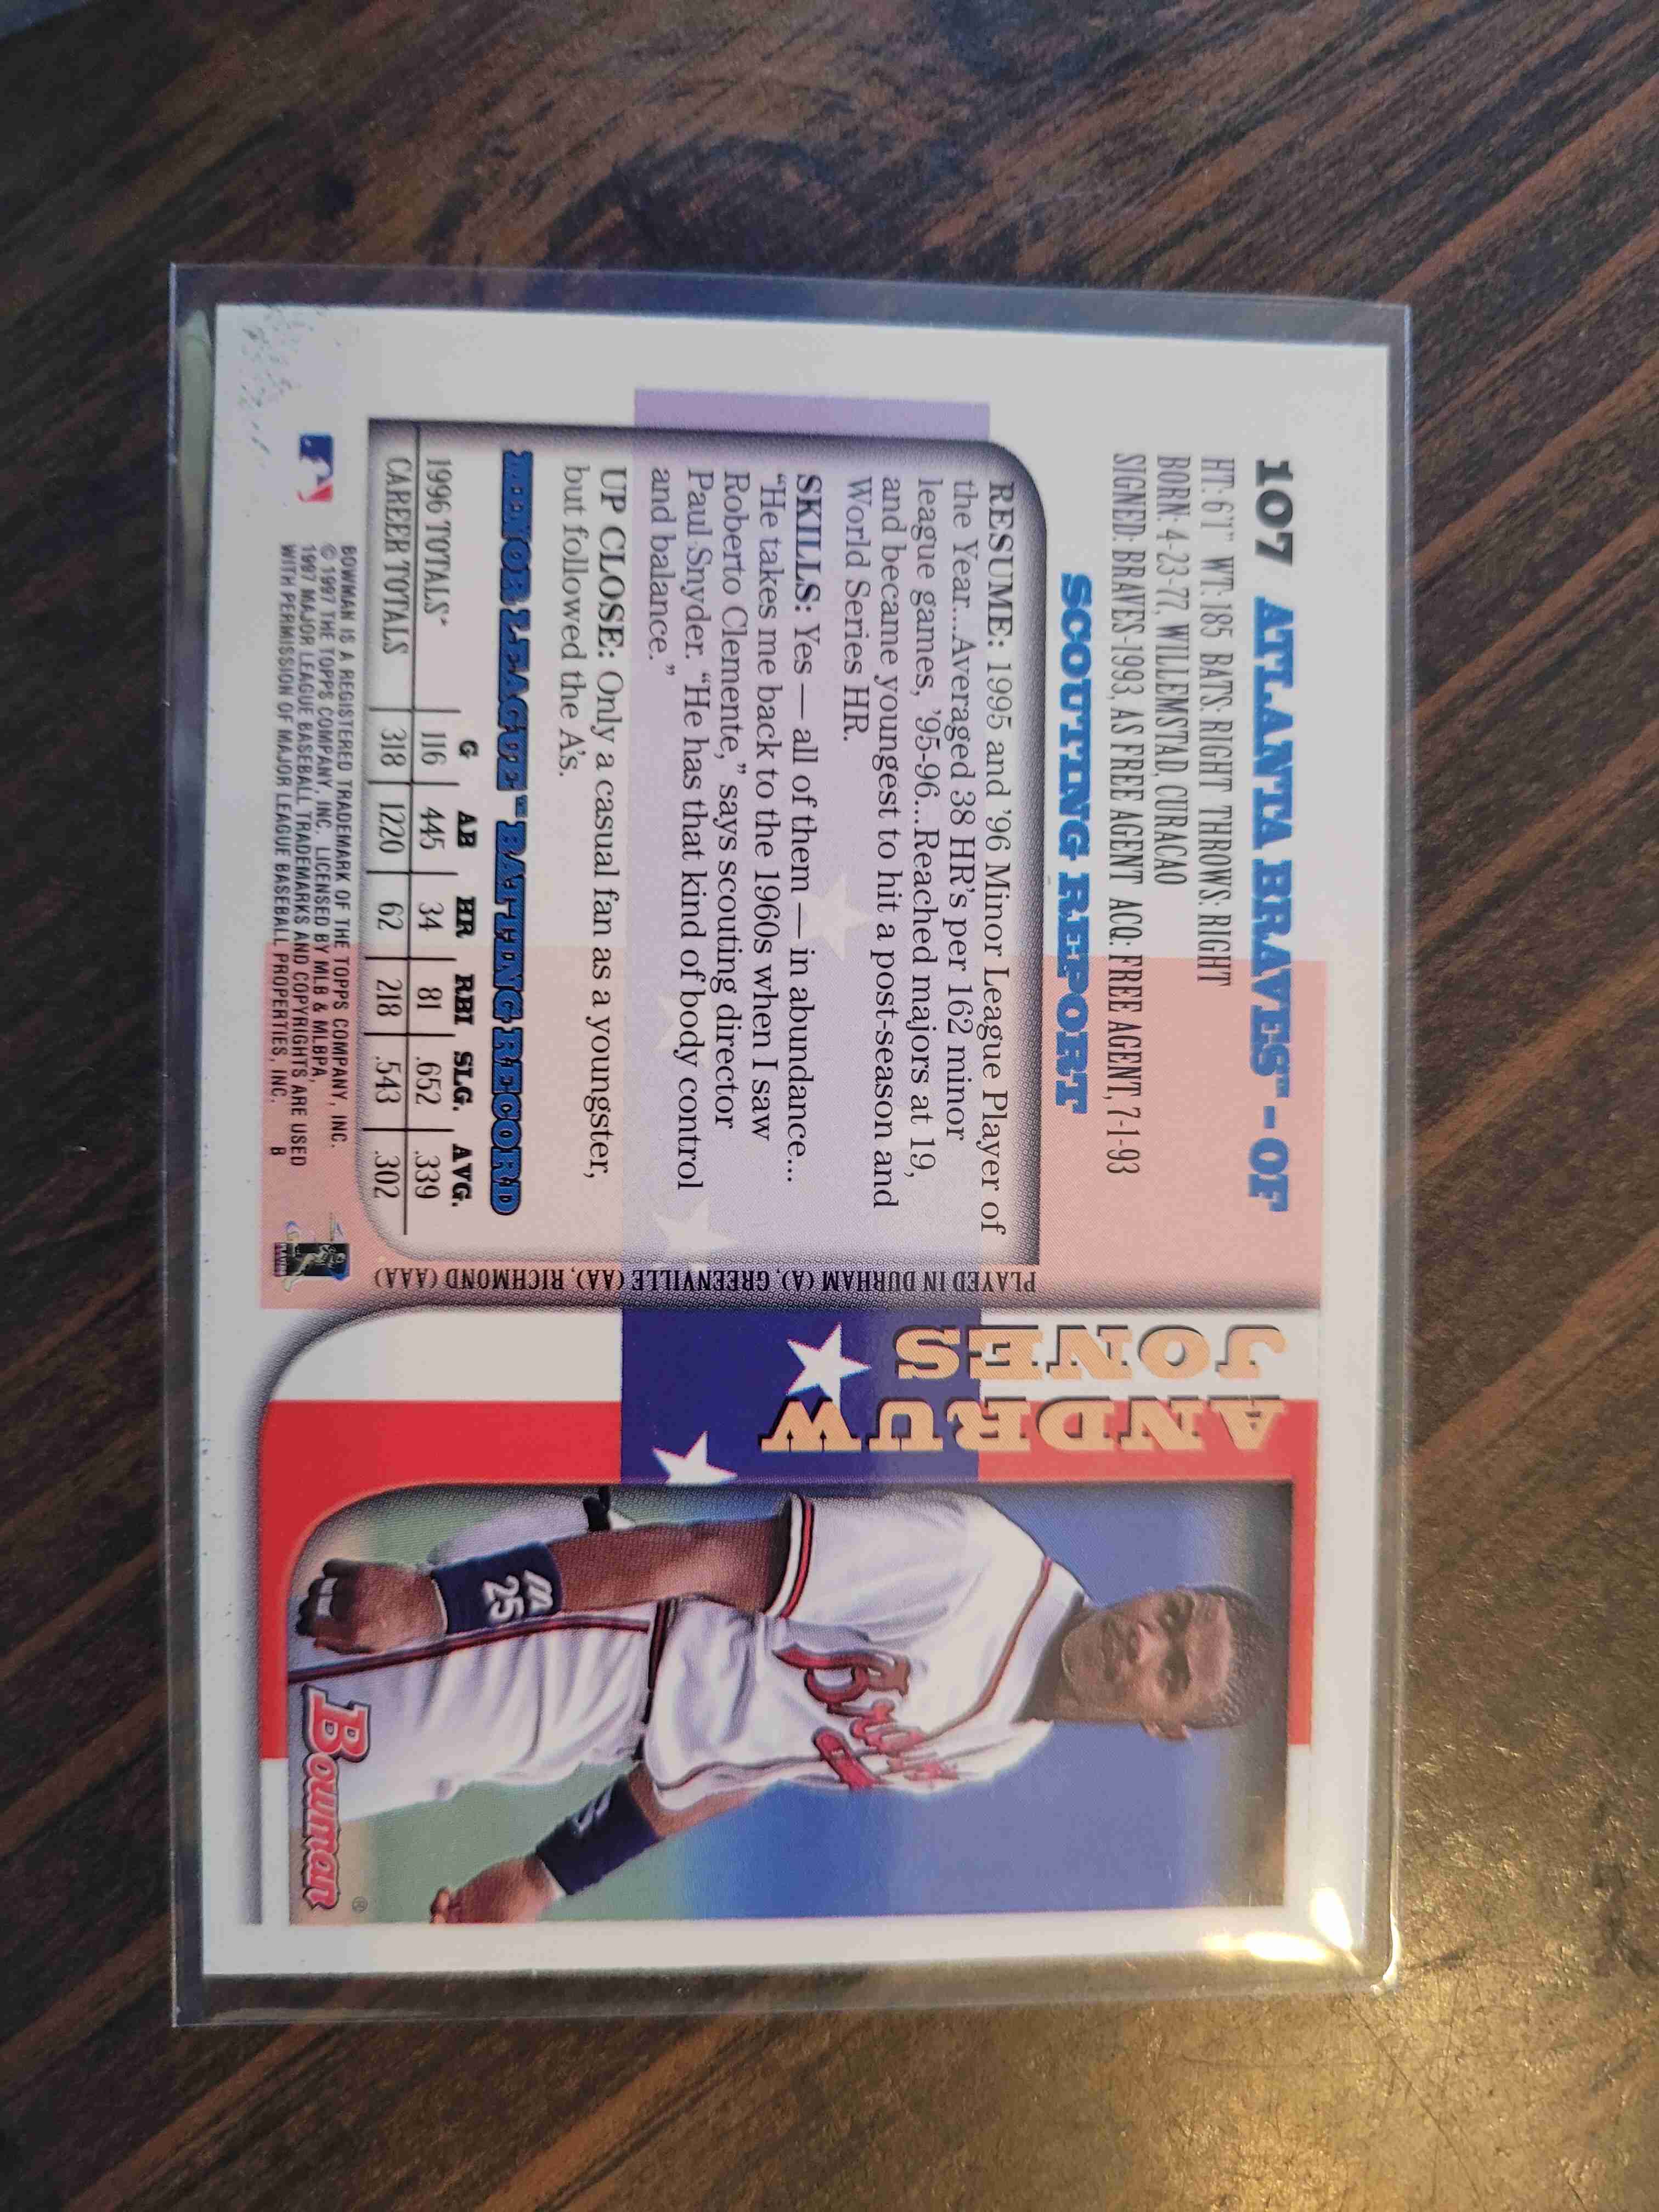 107 ATLANTA BRAVES™ - OF
HT: 6'1" WT: 185 BATS: RIGHT THROWS: RIGHT
BORN: 4-23-77, WILLEMSTAD, CURACAO
SIGNED: BRAVES-1993, AS FREE AGENT ACQ: FREE AGENT, 7-1-93
SCOUTING REPORT
RESUME: 1995 and '96 Minor League Player of
the Year...Averaged 38 HR's per 162 minor
league games, '95-96...Reached majors at 19,
and became youngest to hit a post-season and
World Series HR.
SKILLS: Yes — all of them — in abundance...
"He takes me back to the 1960s when I saw
Roberto Clemente," says scouting director
Paul Snyder. "He has that kind of body control
and balance."
UP CLOSE: Only a casual fan as a youngster,
but followed the A's.
MINOR LEAGUE™ BATTING RECORD
G AB HR RBI SLG. AVG.
1996 TOTALS* 116 445 34 81 .652 .339
CAREER TOTALS 318 1220 62 218 .543 .302
BOWMAN IS A REGISTERED TRADEMARK OF THE TOPPS COMPANY, INC.
© 1997 THE TOPPS COMPANY, INC. LICENSED BY MLB & MLBPA,
1997 MAJOR LEAGUE BASEBALL TRADEMARKS AND COPYRIGHTS ARE USED
WITH PERMISSION OF MAJOR LEAGUE BASEBALL PROPERTIES, INC. B
PLAYED IN DURHAM (A), GREENVILLE (AA), RICHMOND (AAA)
ANDRUW
JONES
Braves
25
Bowman®